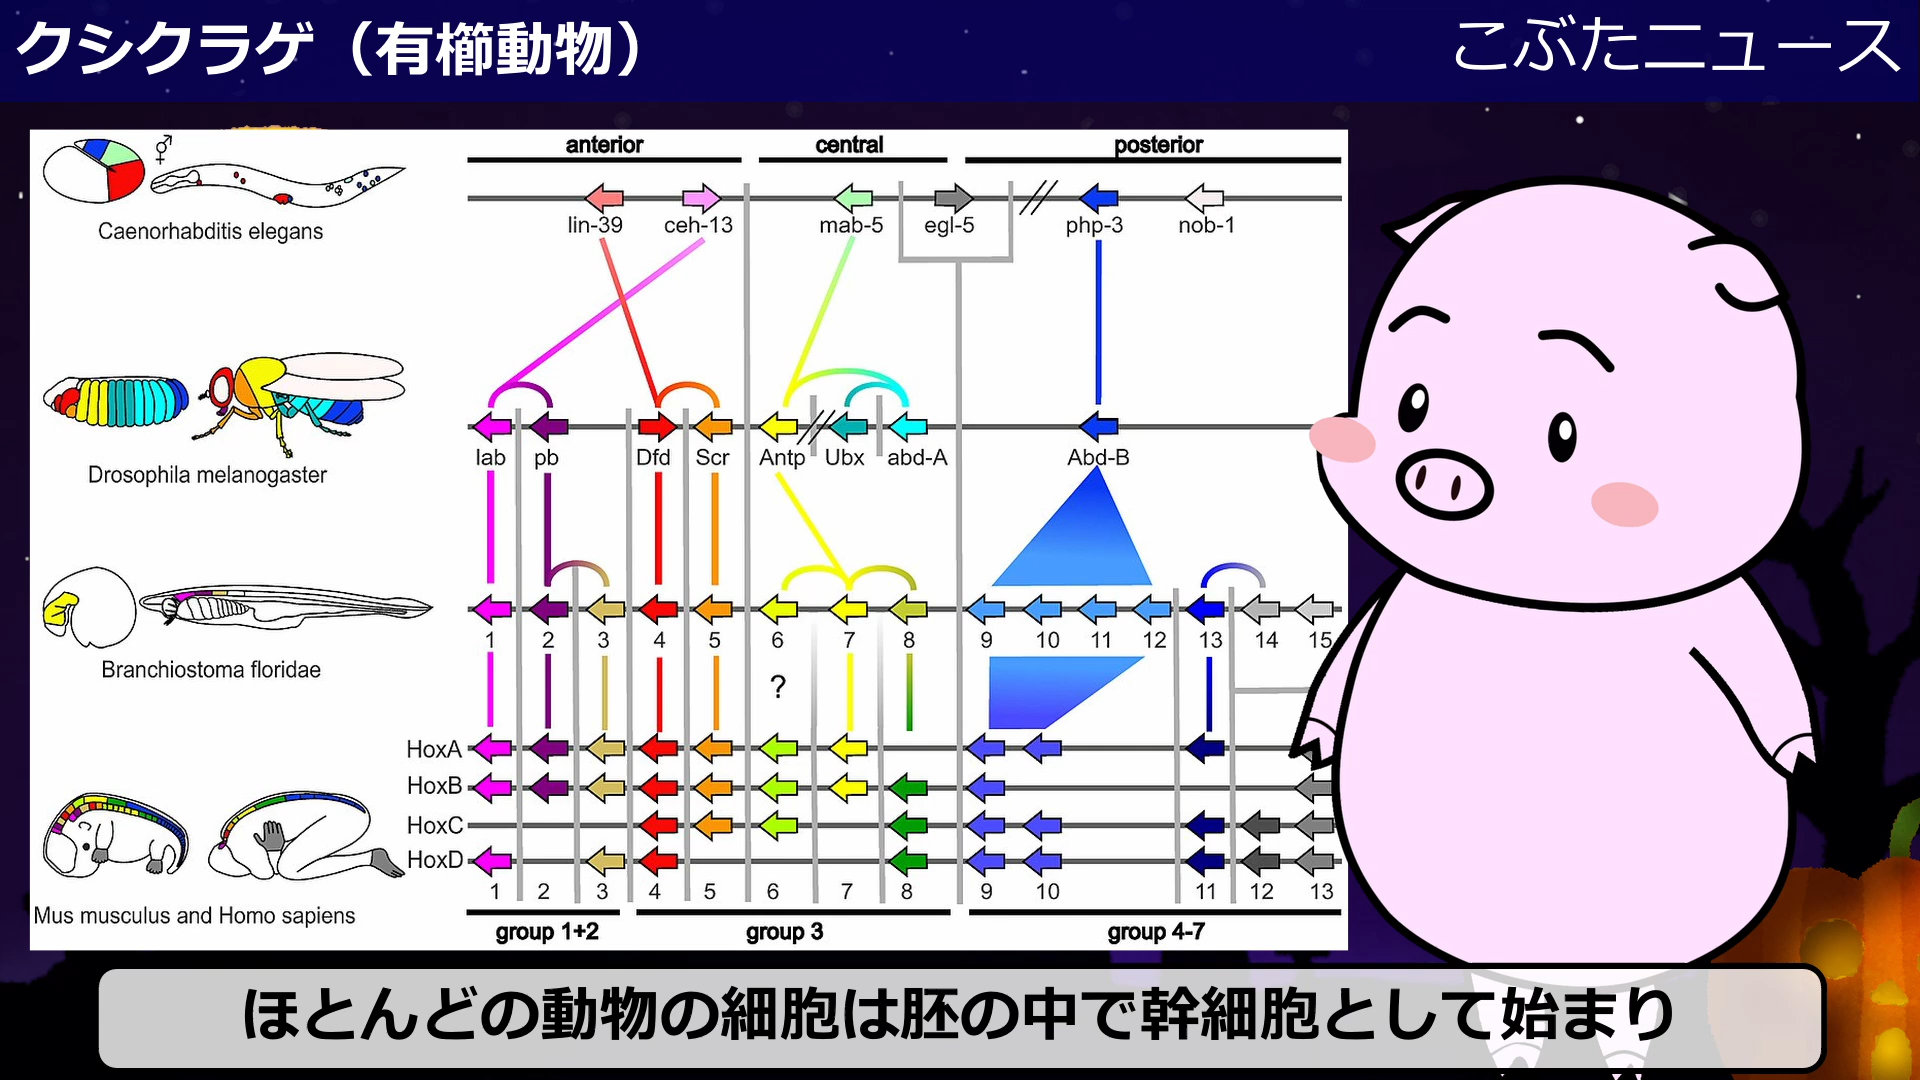 クシクラゲ（有櫛動物）
こぶたニュース
anterior central posterior
lin-39 ceh-13 mab-5 egl-5 php-3 nob-1
Caenorhabditis elegans
lab pb Dfd Scr Antp Ubx abd-A Abd-B
Drosophila melanogaster
1 2 3 4 5 6 7 8 9 10 11 12 13 14 15
Branchiostoma floridae
?
HoxA
HoxB
HoxC
HoxD
1 2 3 4 5 6 7 8 9 10 11 12 13
Mus musculus and Homo sapiens
group 1+2 group 3 group 4-7
ほとんどの動物の細胞は胚の中で幹細胞として始まり